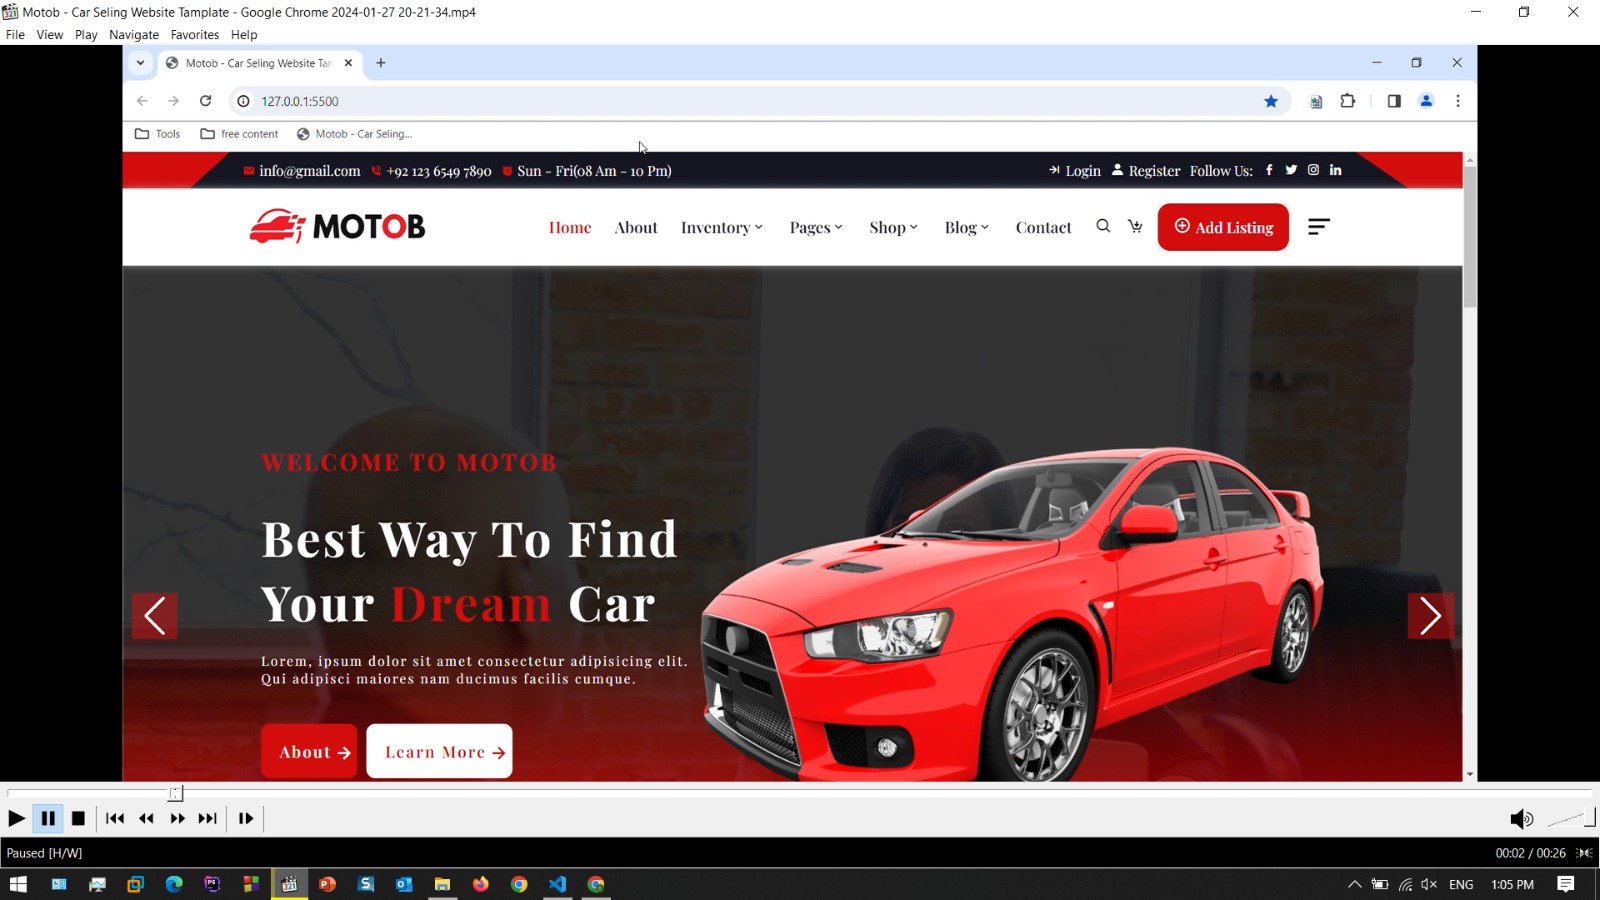 Motob - Car Seling Website Tamplate - Google Chrome 2024-01-27 20-21-34.mp4
File View Play Navigate Favorites Help
Motob - Car Seling Website Tam
127.0.0.1:5500
Tools free content Motob - Car Seling...
info@gmail.com +92 123 6549 7890 Sun - Fri(08 Am - 10 Pm) Login Register Follow Us:
MOTOB Home About Inventory Pages Shop Blog Contact Add Listing
WELCOME TO MOTOB
Best Way To Find
Your Dream Car
Lorem, ipsum dolor sit amet consectetur adipisicing elit.
Qui adipisci maiores nam ducimus facilis cumque.
About Learn More
Paused [H/W] 00:02 / 00:26
ENG 1:05 PM